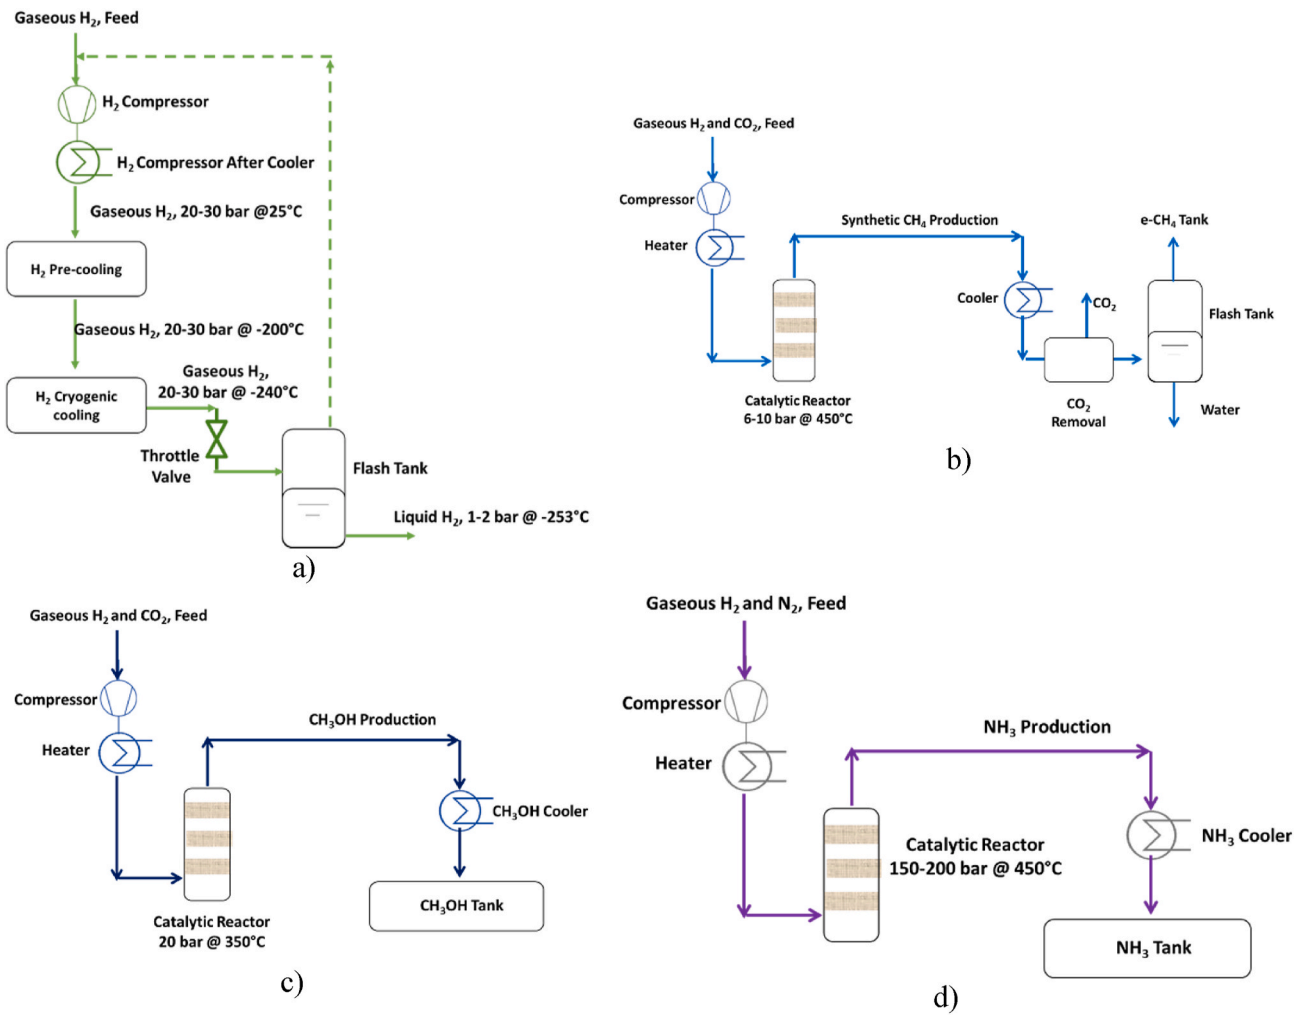 Gaseous H₂, Feed
H₂ Compressor
H₂ Compressor After Cooler
Gaseous H₂, 20-30 bar @25°C
H₂ Pre-cooling
Gaseous H₂, 20-30 bar @ -200°C
Gaseous H₂,
20-30 bar @ -240°C
H₂ Cryogenic
cooling
Throttle
Valve
Flash Tank
Liquid H₂, 1-2 bar @ -253°C
a)
Gaseous H₂ and CO₂, Feed
Compressor
Heater
Synthetic CH₄ Production
e-CH₄ Tank
Cooler
CO₂
Flash Tank
Catalytic Reactor
6-10 bar @ 450°C
CO₂
Removal
Water
b)
Gaseous H₂ and CO₂, Feed
Compressor
Heater
CH₃OH Production
CH₃OH Cooler
CH₃OH Tank
Catalytic Reactor
20 bar @ 350°C
c)
Gaseous H₂ and N₂, Feed
Compressor
Heater
NH₃ Production
Catalytic Reactor
150-200 bar @ 450°C
NH₃ Cooler
NH₃ Tank
d)